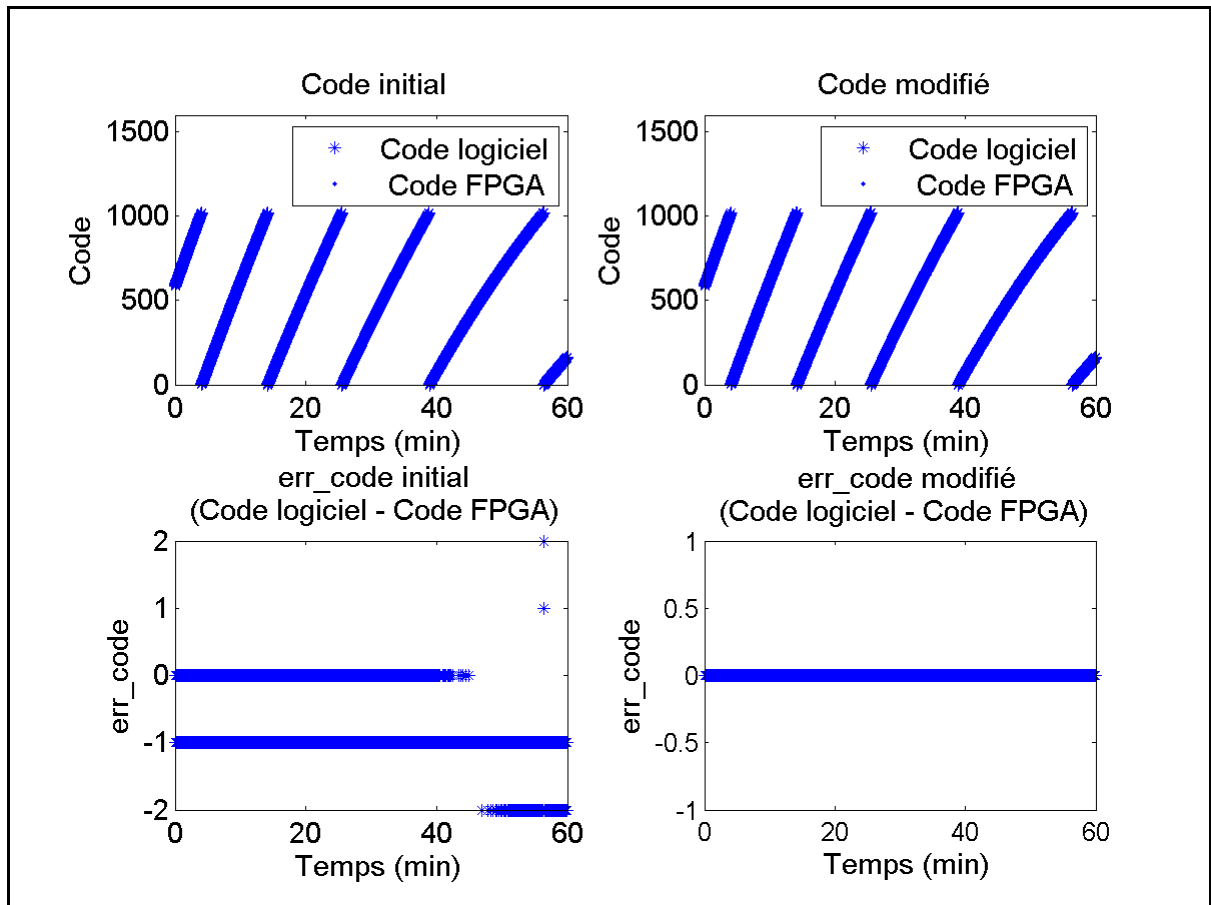 Code initial
1500
1000
500
0
Code
Code logiciel
Code FPGA
0
20
40
60
Temps (min)
Code modifié
1500
1000
500
0
Code
Code logiciel
Code FPGA
0
20
40
60
Temps (min)
err_code initial
(Code logiciel - Code FPGA)
2
1
0
-1
-2
err_code
0
20
40
60
Temps (min)
err_code modifié
(Code logiciel - Code FPGA)
1
0.5
0
-0.5
-1
err_code
0
20
40
60
Temps (min)